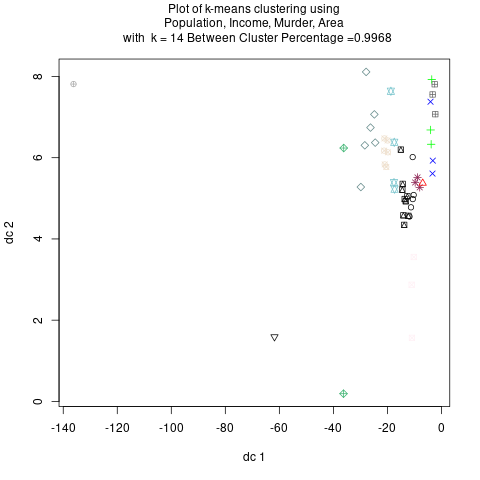 Plot of k-means clustering using
Population, Income, Murder, Area
with k = 14 Between Cluster Percentage =0.9968
8
6
4
2
0
dc 2
-140 -120 -100 -80 -60 -40 -20 0
dc 1